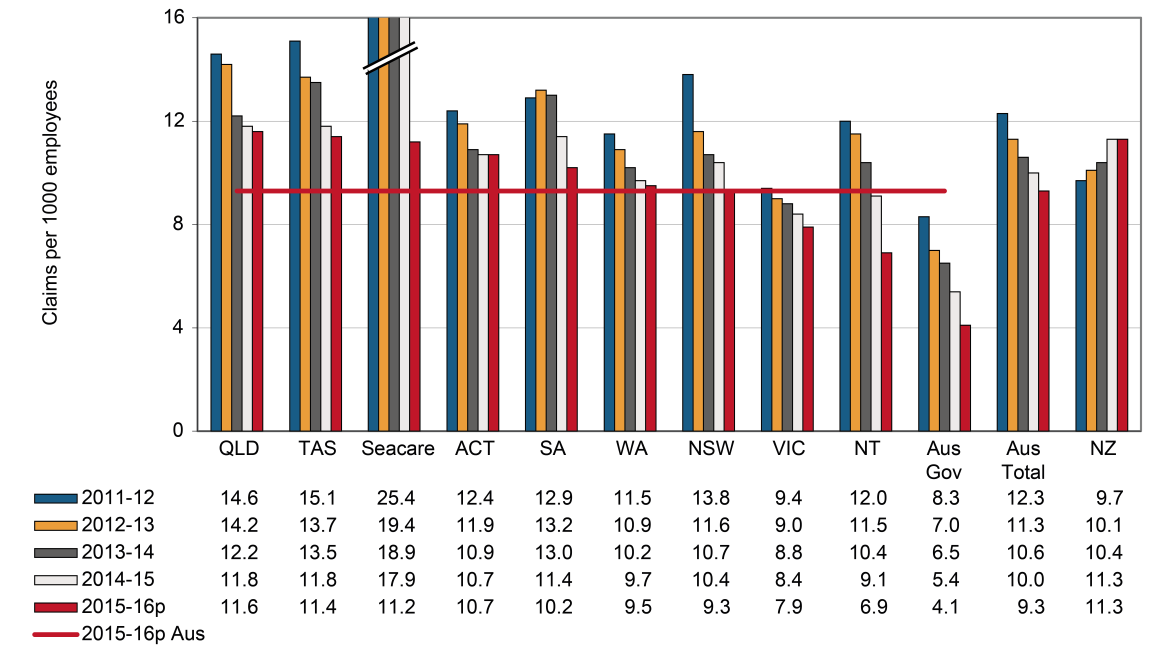 Claims per 1000 employees
16
12
8
4
0
QLD TAS Seacare ACT SA WA NSW VIC NT Aus Gov Aus Total NZ
2011-12 14.6 15.1 25.4 12.4 12.9 11.5 13.8 9.4 12.0 8.3 12.3 9.7
2012-13 14.2 13.7 19.4 11.9 13.2 10.9 11.6 9.0 11.5 7.0 11.3 10.1
2013-14 12.2 13.5 18.9 10.9 13.0 10.2 10.7 8.8 10.4 6.5 10.6 10.4
2014-15 11.8 11.8 17.9 10.7 11.4 9.7 10.4 8.4 9.1 5.4 10.0 11.3
2015-16p 11.6 11.4 11.2 10.7 10.2 9.5 9.3 7.9 6.9 4.1 9.3 11.3
2015-16p Aus